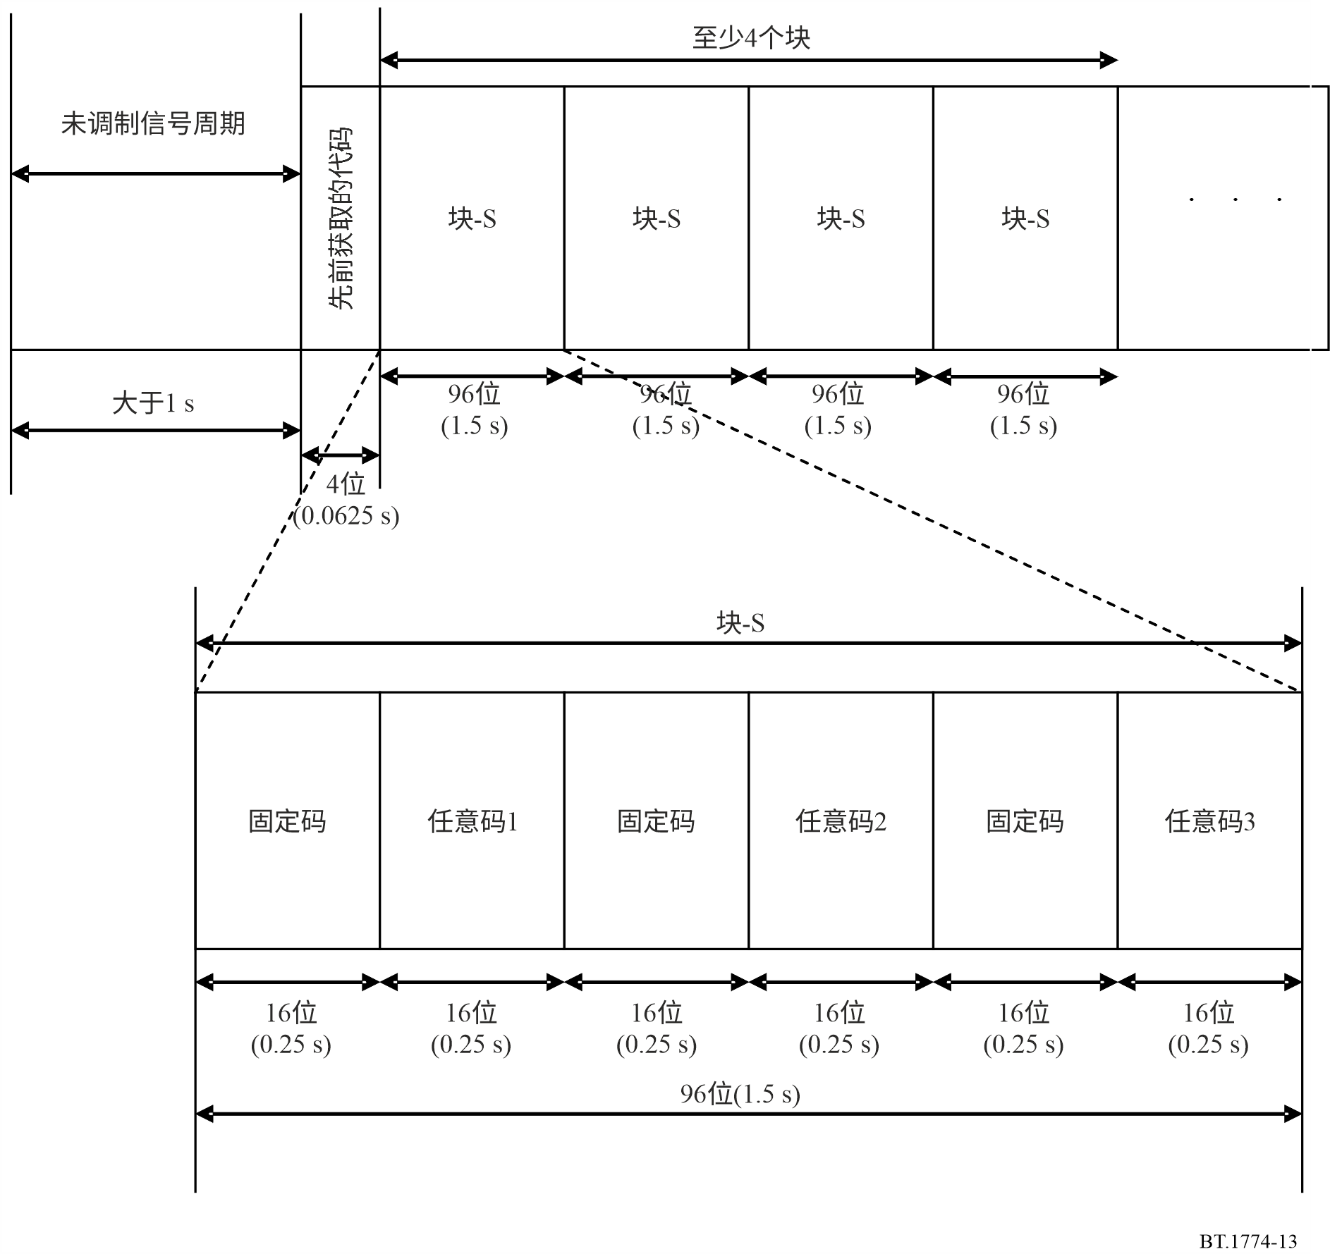 至少4个块
未调制信号周期
先前获取的代码
块-S
块-S
块-S
块-S
. . .
大于1 s
96位
(1.5 s)
96位
(1.5 s)
96位
(1.5 s)
96位
(1.5 s)
4位
(0.0625 s)
块-S
固定码
任意码1
固定码
任意码2
固定码
任意码3
16位
(0.25 s)
16位
(0.25 s)
16位
(0.25 s)
16位
(0.25 s)
16位
(0.25 s)
16位
(0.25 s)
96位(1.5 s)
BT.1774-13